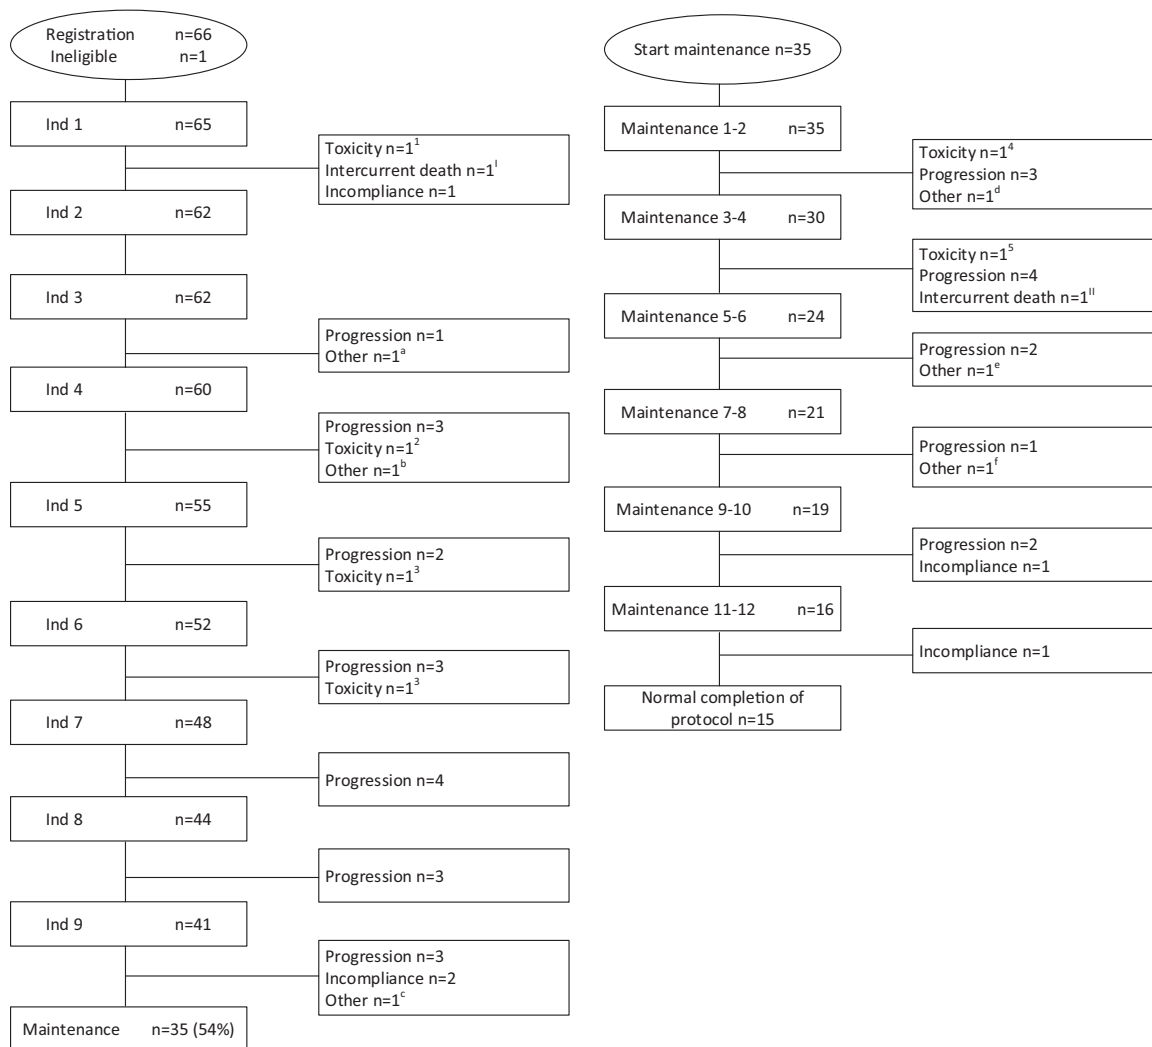 Registration n=66
Ineligible n=1
Ind 1 n=65
Toxicity n=1¹
Intercurrent death n=1ᴵ
Incompliance n=1
Ind 2 n=62
Ind 3 n=62
Progression n=1
Other n=1ᵃ
Ind 4 n=60
Progression n=3
Toxicity n=1²
Other n=1ᵇ
Ind 5 n=55
Progression n=2
Toxicity n=1³
Ind 6 n=52
Progression n=3
Toxicity n=1³
Ind 7 n=48
Progression n=4
Ind 8 n=44
Progression n=3
Ind 9 n=41
Progression n=3
Incompliance n=2
Other n=1ᶜ
Maintenance n=35 (54%)
Start maintenance n=35
Maintenance 1-2 n=35
Toxicity n=1⁴
Progression n=3
Other n=1ᵈ
Maintenance 3-4 n=30
Toxicity n=1⁵
Progression n=4
Intercurrent death n=1ᴵᴵ
Maintenance 5-6 n=24
Progression n=2
Other n=1ᵉ
Maintenance 7-8 n=21
Progression n=1
Other n=1ᶠ
Maintenance 9-10 n=19
Progression n=2
Incompliance n=1
Maintenance 11-12 n=16
Incompliance n=1
Normal completion of
protocol n=15